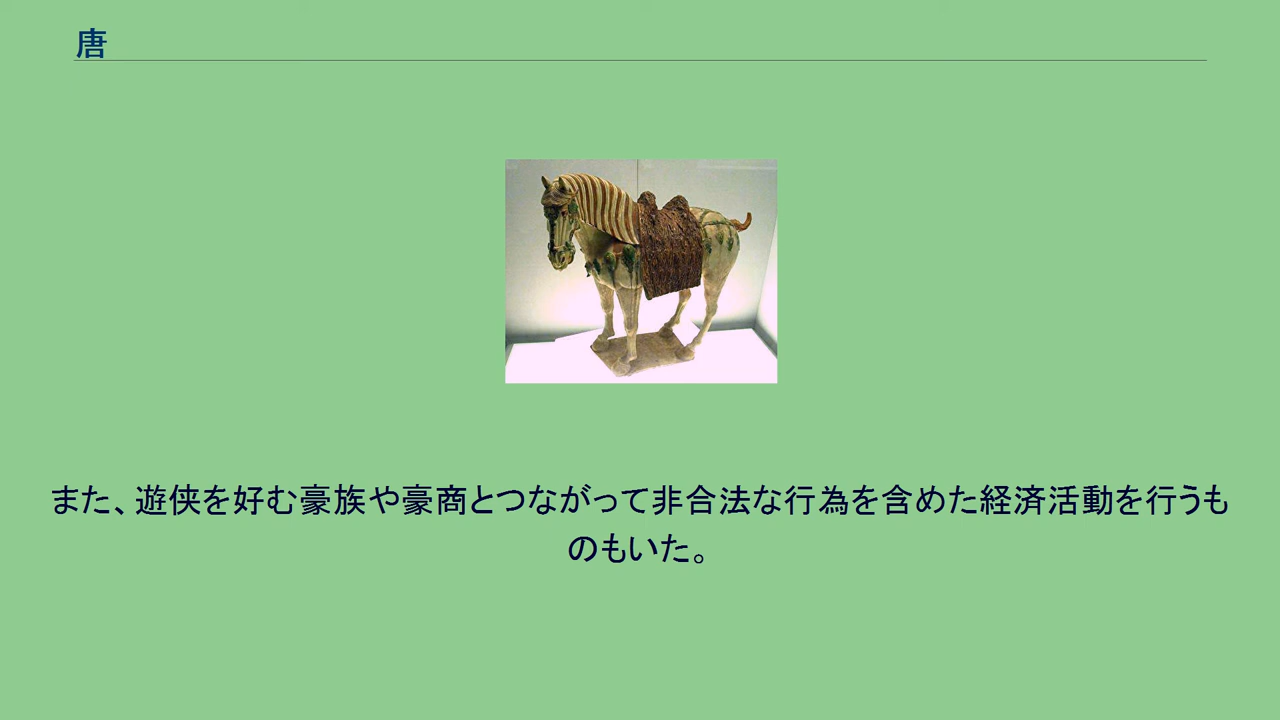 唐
また、遊侠を好む豪族や豪商とつながって非合法な行為を含めた経済活動を行うも
のもいた。